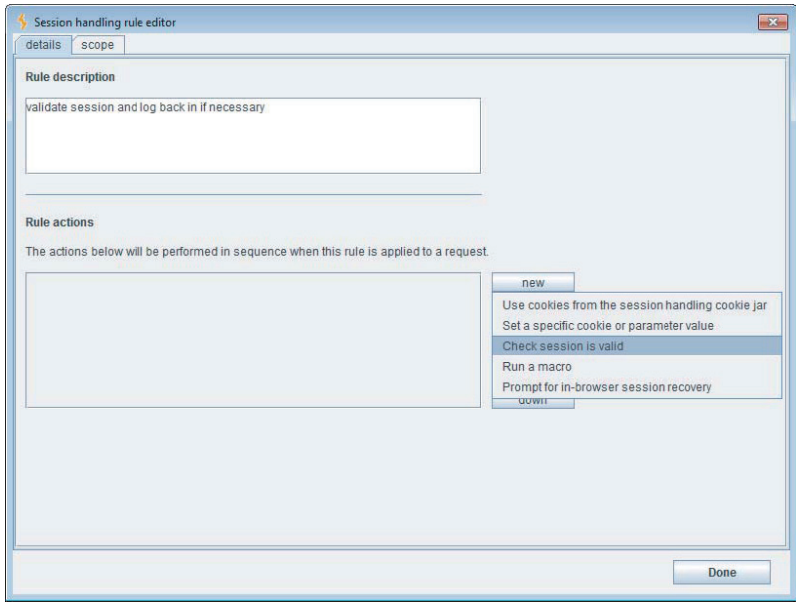 Session handling rule editor
details scope
Rule description
validate session and log back in if necessary
Rule actions
The actions below will be performed in sequence when this rule is applied to a request.
new
Use cookies from the session handling cookie jar
Set a specific cookie or parameter value
Check session is valid
Run a macro
Prompt for in-browser session recovery
down
Done